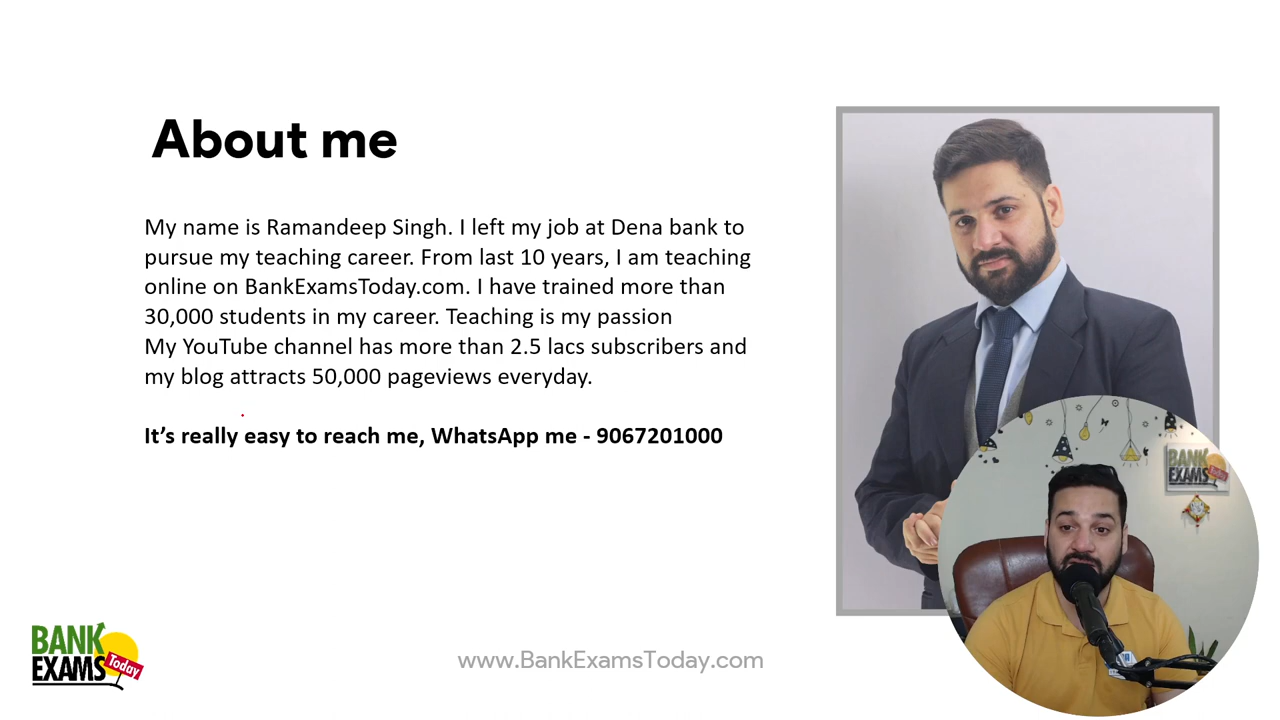 About me
My name is Ramandeep Singh. I left my job at Dena bank to
pursue my teaching career. From last 10 years, I am teaching
online on BankExamsToday.com. I have trained more than
30,000 students in my career. Teaching is my passion
My YouTube channel has more than 2.5 lacs subscribers and
my blog attracts 50,000 pageviews everyday.
It’s really easy to reach me, WhatsApp me - 9067201000
BANK
EXAMS
Today
BANK
EXAMS
Today
www.BankExamsToday.com